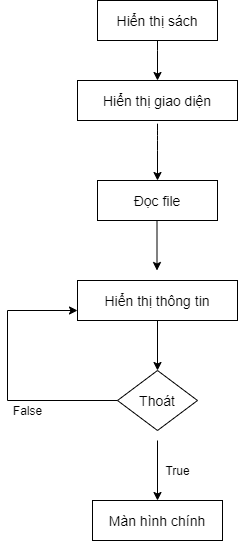 Hiển thị sách
Hiển thị giao diện
Đọc file
Hiển thị thông tin
Thoát
False
True
Màn hình chính